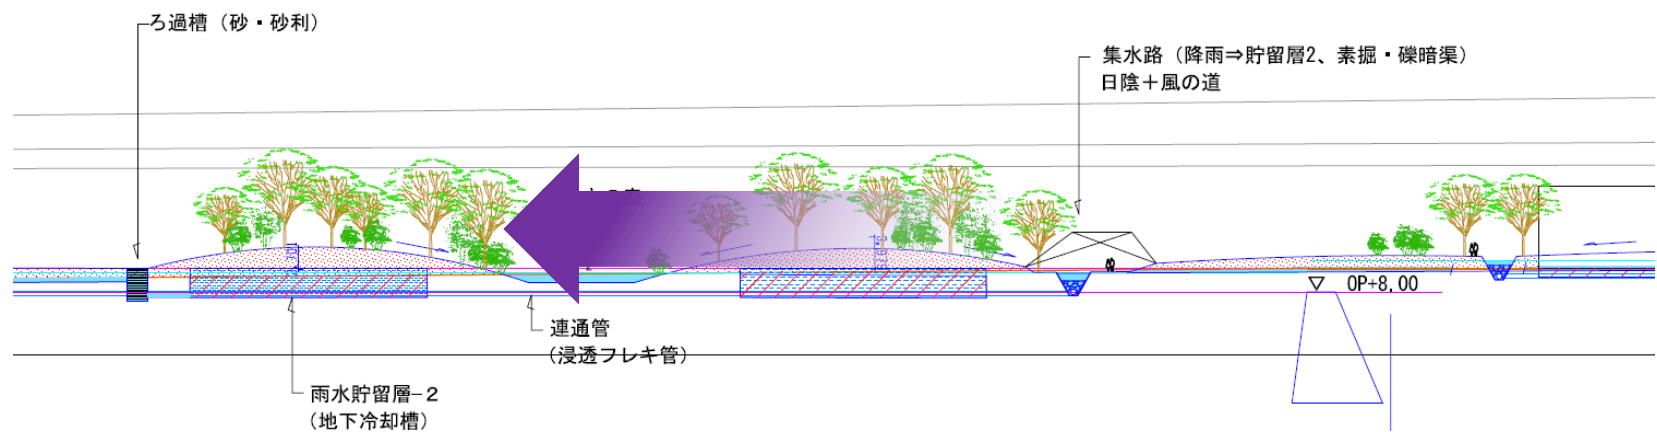 ろ過槽（砂・砂利）
集水路（降雨⇒貯留層2、素掘・礫暗渠）
日陰＋風の道
OP+8.00
連通管
（浸透フレキ管）
雨水貯留層−２
（地下冷却槽）